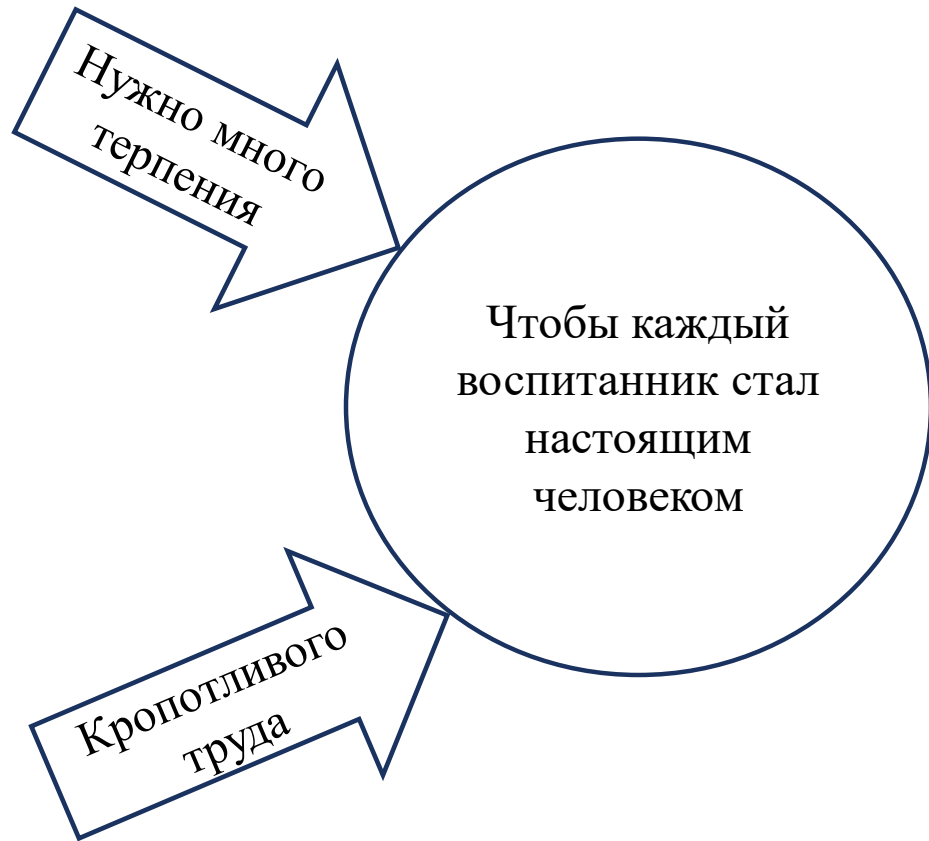 Нужно много
терпения
Чтобы каждый
воспитанник стал
настоящим
человеком
Кропотливого
труда